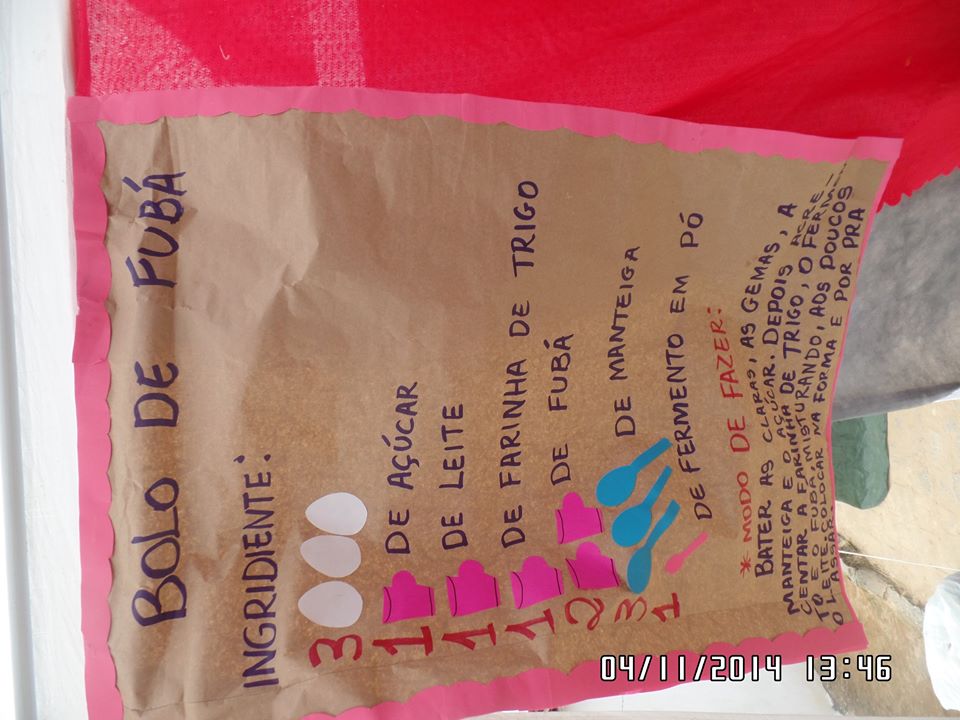 BOLO DE FUBÁ
INGRIDIENTE:
3
1 DE AÇÚCAR
1 DE LEITE
1 DE FARINHA DE TRIGO
2 DE FUBÁ
3 DE MANTEIGA
1 DE FERMENTO EM PÓ
* MODO DE FAZER:
BATER AS CLARAS, AS GEMAS, A
MANTEIGA E O AÇÚCAR. DEPOIS, ACRE-
CENTAR A FARINHA DE TRIGO, O FERMEN-
TO E O FUBÁ, MISTURANDO, AOS POUCOS
O LEITE. COLOCAR NA FORMA E POR PRA
ASSAR
04/11/2014 13:46